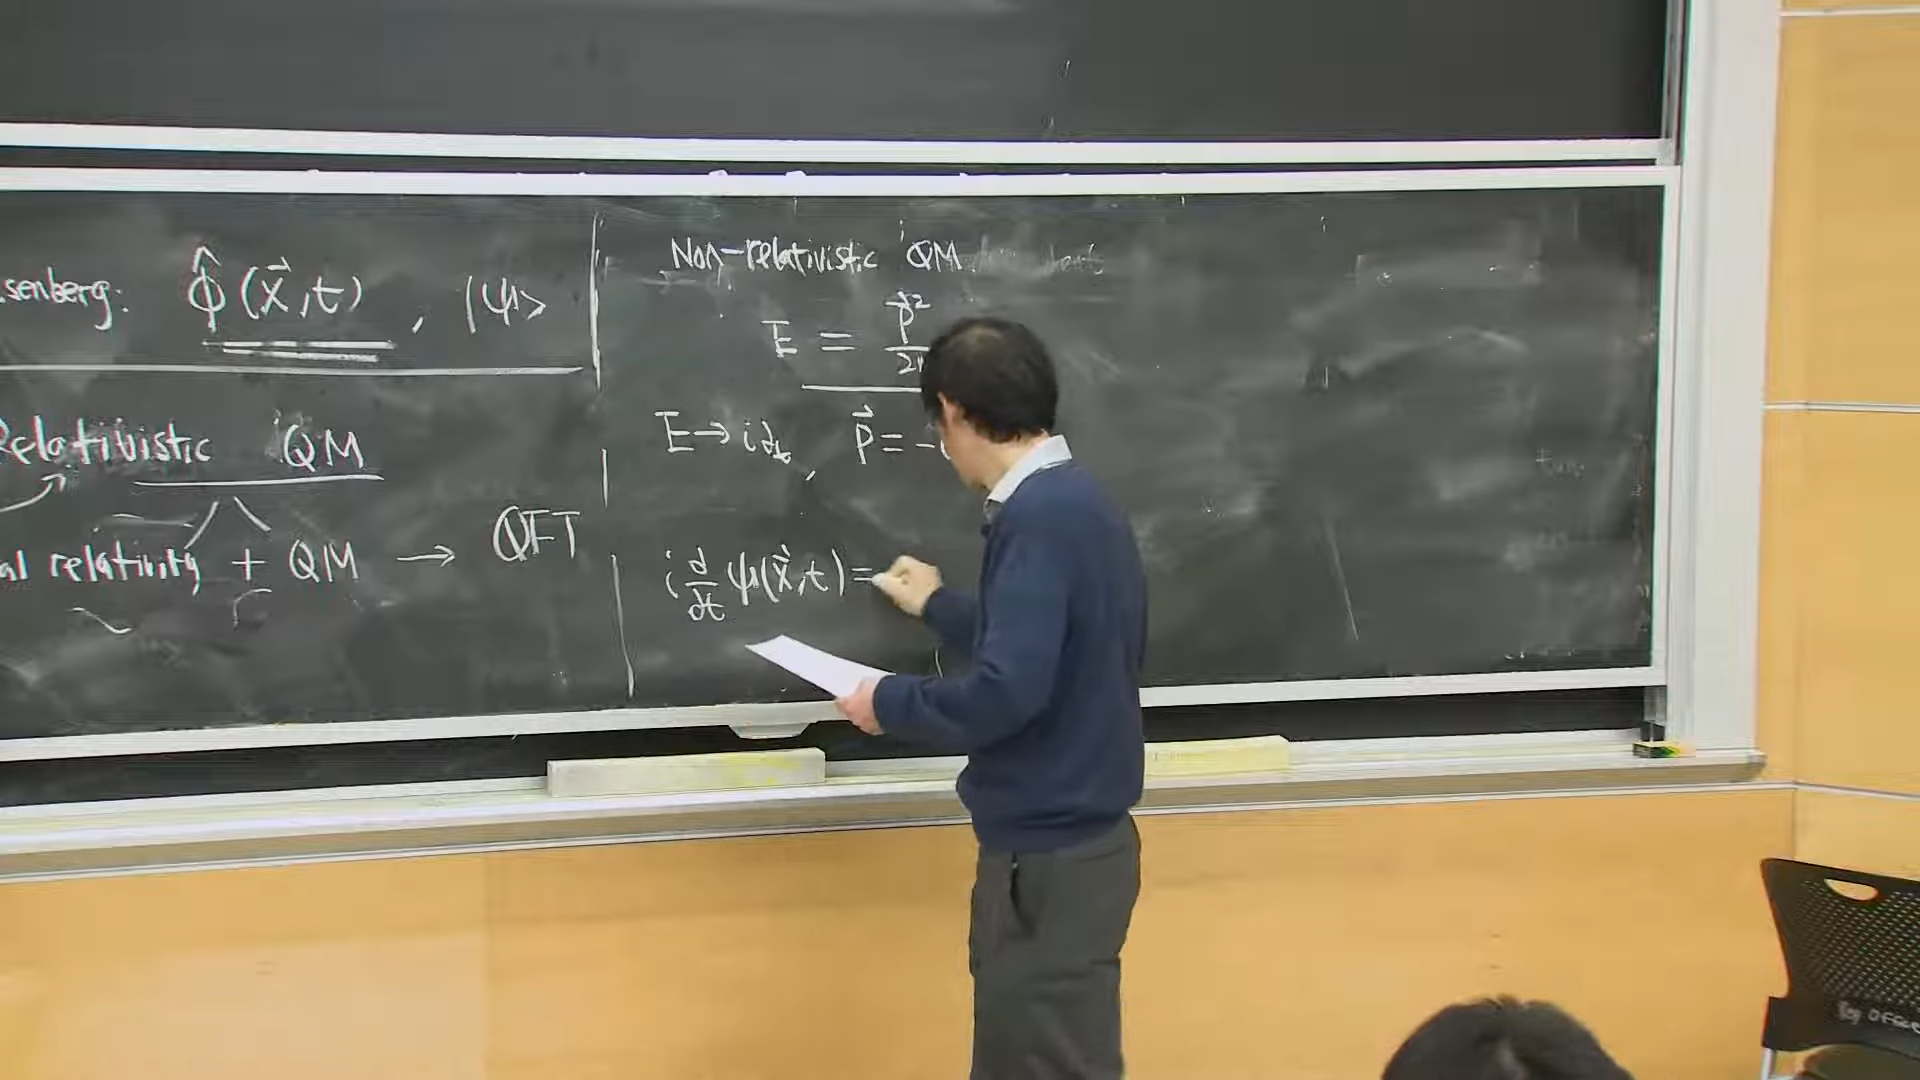 senberg: φ̂(x⃗,t), |ψ>
Relativistic QM
al relativity + QM → QFT
Non-relativistic QM
E = p⃗²/2
E → i∂ₜ, p⃗ = -
i d/dt ψ(x⃗,t) =